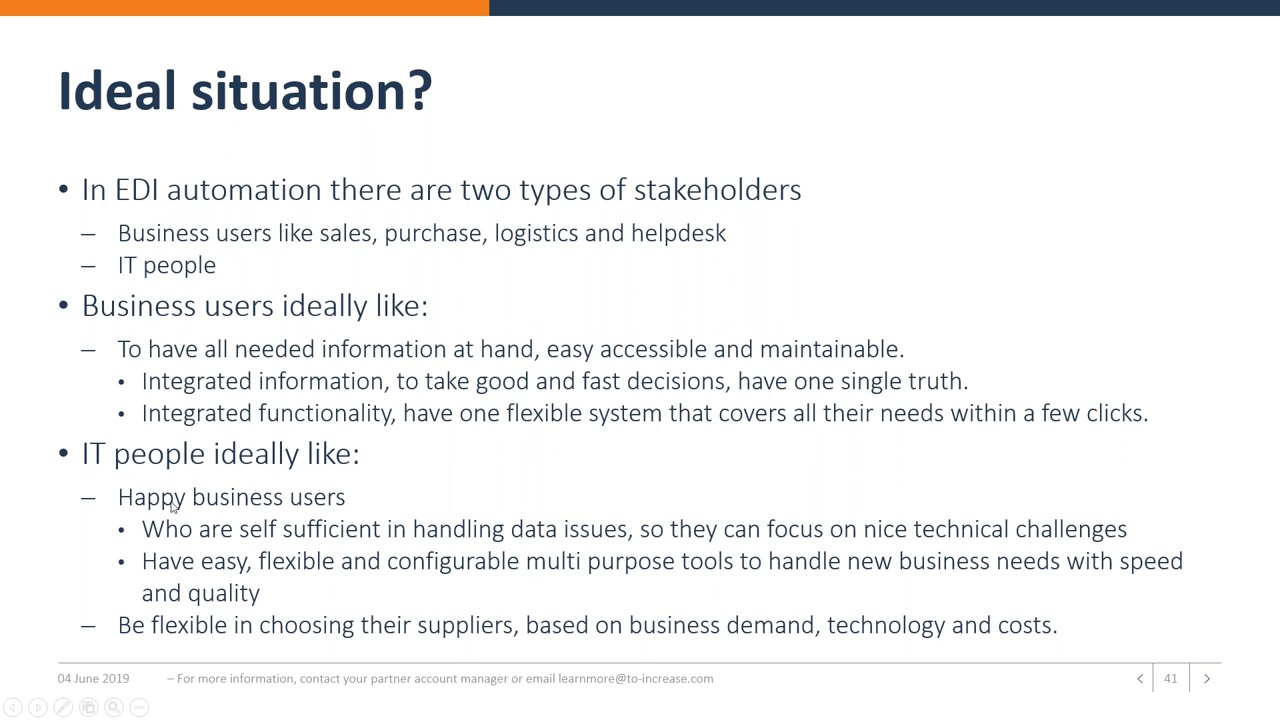 Ideal situation?
• In EDI automation there are two types of stakeholders
– Business users like sales, purchase, logistics and helpdesk
– IT people
• Business users ideally like:
– To have all needed information at hand, easy accessible and maintainable.
• Integrated information, to take good and fast decisions, have one single truth.
• Integrated functionality, have one flexible system that covers all their needs within a few clicks.
• IT people ideally like:
– Happy business users
• Who are self sufficient in handling data issues, so they can focus on nice technical challenges
• Have easy, flexible and configurable multi purpose tools to handle new business needs with speed
and quality
– Be flexible in choosing their suppliers, based on business demand, technology and costs.
04 June 2019 – For more information, contact your partner account manager or email learnmore@to-increase.com 41